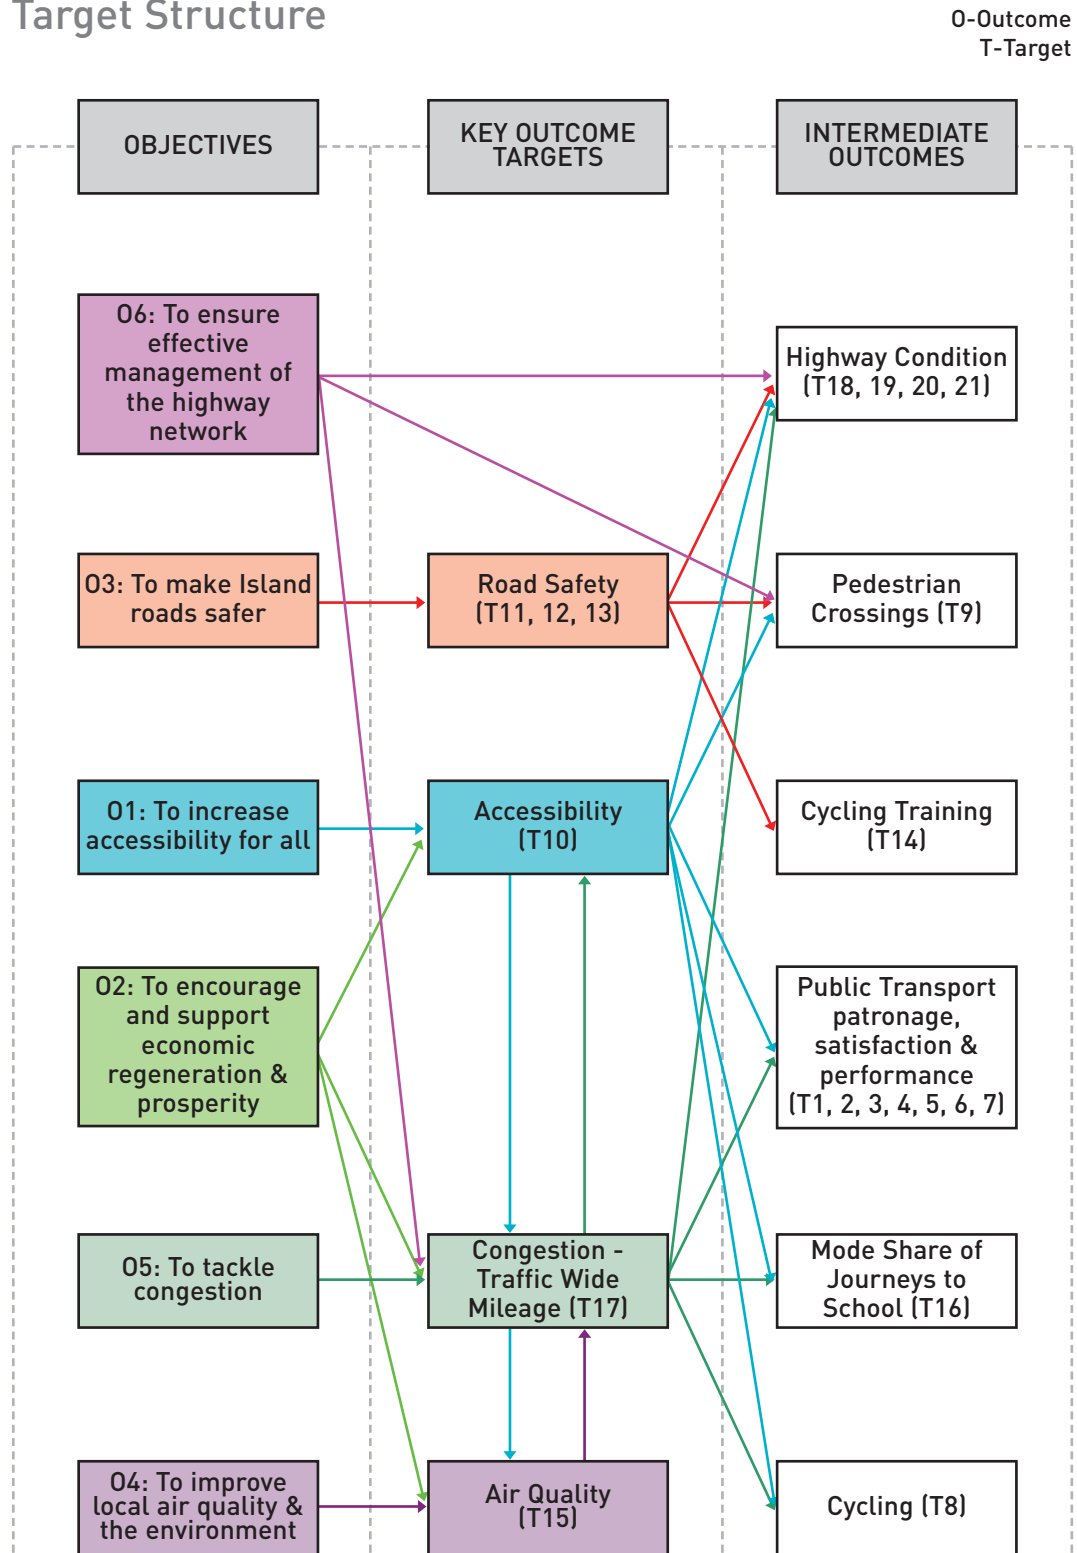 Target Structure
O-Outcome
T-Target
OBJECTIVES
KEY OUTCOME
TARGETS
INTERMEDIATE
OUTCOMES
O6: To ensure
effective
management of
the highway
network
Highway Condition
(T18, 19, 20, 21)
O3: To make Island
roads safer
Road Safety
(T11, 12, 13)
Pedestrian
Crossings (T9)
O1: To increase
accessibility for all
Accessibility
(T10)
Cycling Training
(T14)
O2: To encourage
and support
economic
regeneration &
prosperity
Public Transport
patronage,
satisfaction &
performance
(T1, 2, 3, 4, 5, 6, 7)
O5: To tackle
congestion
Congestion -
Traffic Wide
Mileage (T17)
Mode Share of
Journeys to
School (T16)
O4: To improve
local air quality &
the environment
Air Quality
(T15)
Cycling (T8)